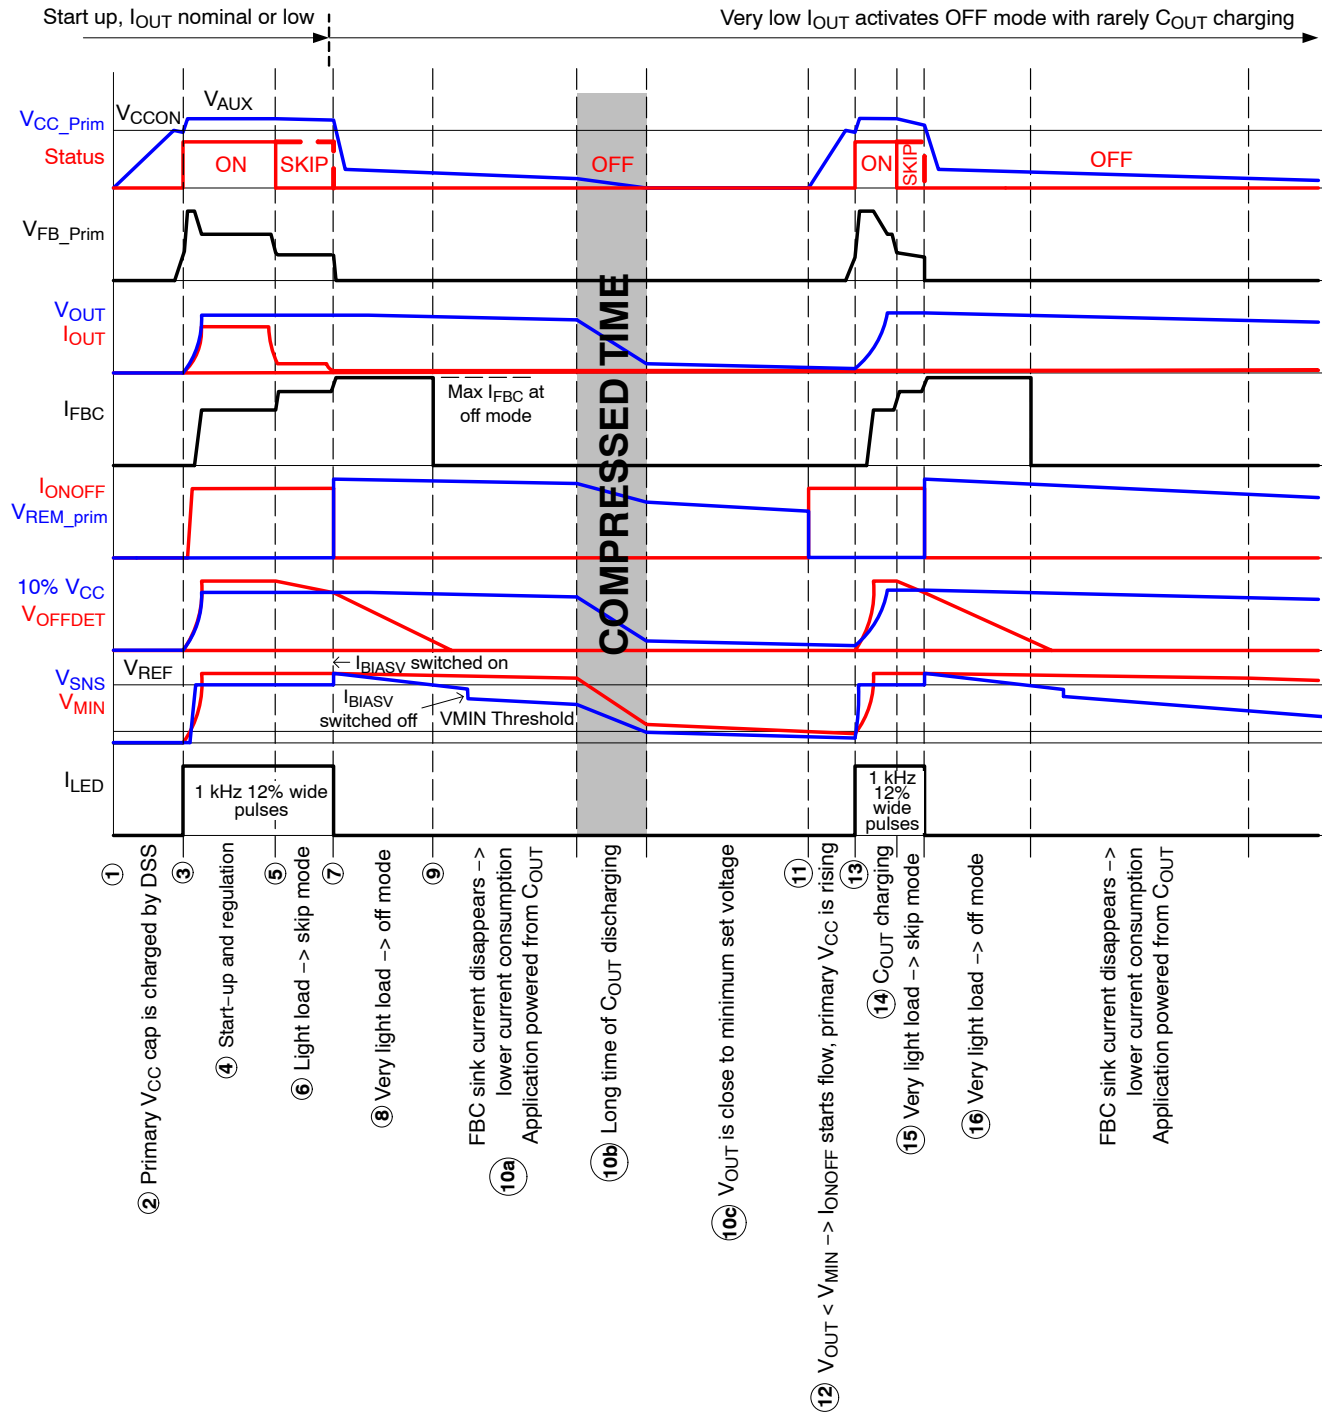 Start up, IOUT nominal or low
Very low IOUT activates OFF mode with rarely COUT charging
VCC_Prim
VCCON
VAUX
Status
ON
SKIP
OFF
ON
SKIP
OFF
VFB_Prim
VOUT
IOUT
IFBC
Max IFBC at
off mode
IONOFF
VREM_prim
10% VCC
VOFFDET
COMPRESSED TIME
VREF
VSNS
VMIN
IBIASV switched on
IBIASV
switched off
VMIN Threshold
ILED
1 kHz 12% wide
pulses
1 kHz
12%
wide
pulses
1
3
5
7
9
11
13
2 Primary VCC cap is charged by DSS
4 Start−up and regulation
6 Light load −> skip mode
8 Very light load −> off mode
FBC sink current disappears −>
lower current consumption
Application powered from COUT
10a
10b Long time of COUT discharging
10c VOUT is close to minimum set voltage
12 VOUT < VMIN −> IONOFF starts flow, primary VCC is rising
14 COUT charging
15 Very light load −> skip mode
16 Very light load −> off mode
FBC sink current disappears −>
lower current consumption
Application powered from COUT